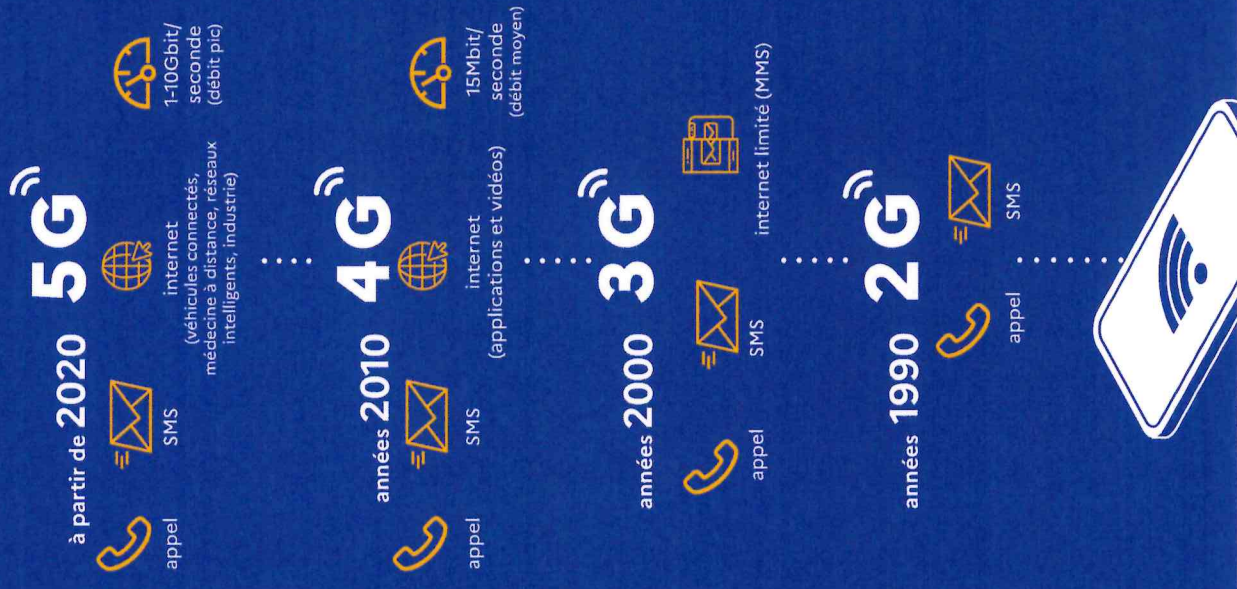 à partir de 2020 5G
appel
SMS
internet
(véhicules connectés,
médecine à distance, réseaux
intelligents, industrie)
1-10Gbit/
seconde
(débit pic)
années 2010 4G
appel
SMS
internet
(applications et vidéos)
15Mbit/
seconde
(débit moyen)
années 2000 3G
appel
SMS
internet limité (MMS)
années 1990 2G
appel
SMS